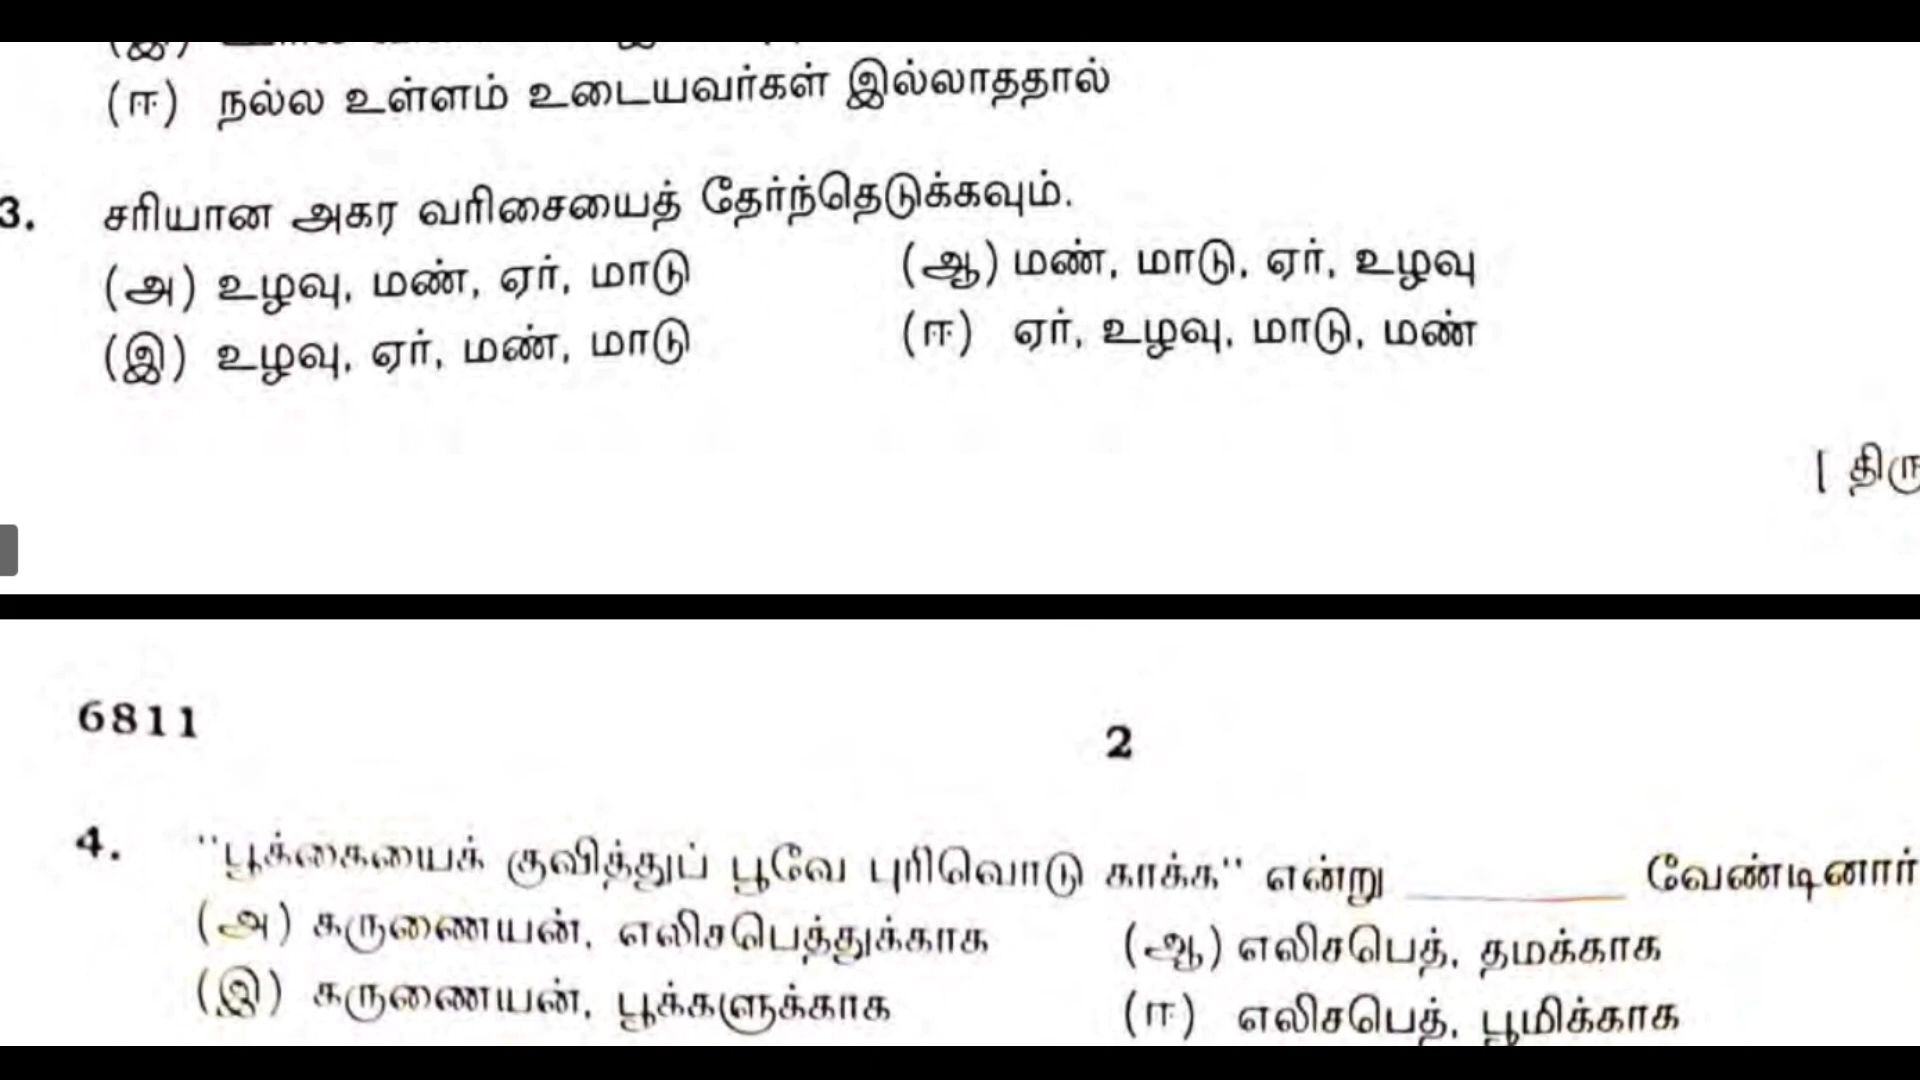 (ஈ) நல்ல உள்ளம் உடையவர்கள் இல்லாததால்
3. சரியான அகர வரிசையைத் தேர்ந்தெடுக்கவும்.
(அ) உழவு, மண், ஏர், மாடு (ஆ) மண், மாடு, ஏர், உழவு
(இ) உழவு, ஏர், மண், மாடு (ஈ) ஏர், உழவு, மாடு, மண்
[ திரு
6811 2
4. "பூக்கையைக் குவித்துப் பூவே புரிவொடு காக்க" என்று ________ வேண்டினார்
(அ) கருணையன், எலிசபெத்துக்காக (ஆ) எலிசபெத், தமக்காக
(இ) கருணையன், பூக்களுக்காக (ஈ) எலிசபெத், பூமிக்காக